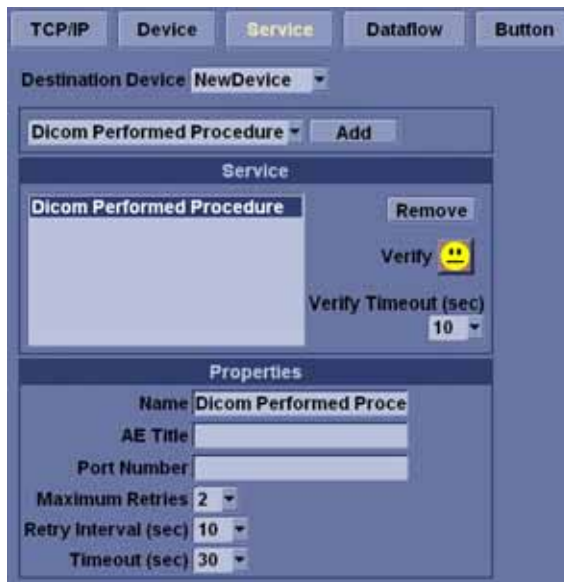 TCP/IP Device Service Dataflow Button
Destination Device NewDevice
Dicom Performed Procedure Add
Service
Dicom Performed Procedure
Remove
Verify
Verify Timeout (sec)
10
Properties
Name Dicom Performed Proce
AE Title
Port Number
Maximum Retries 2
Retry Interval (sec) 10
Timeout (sec) 30